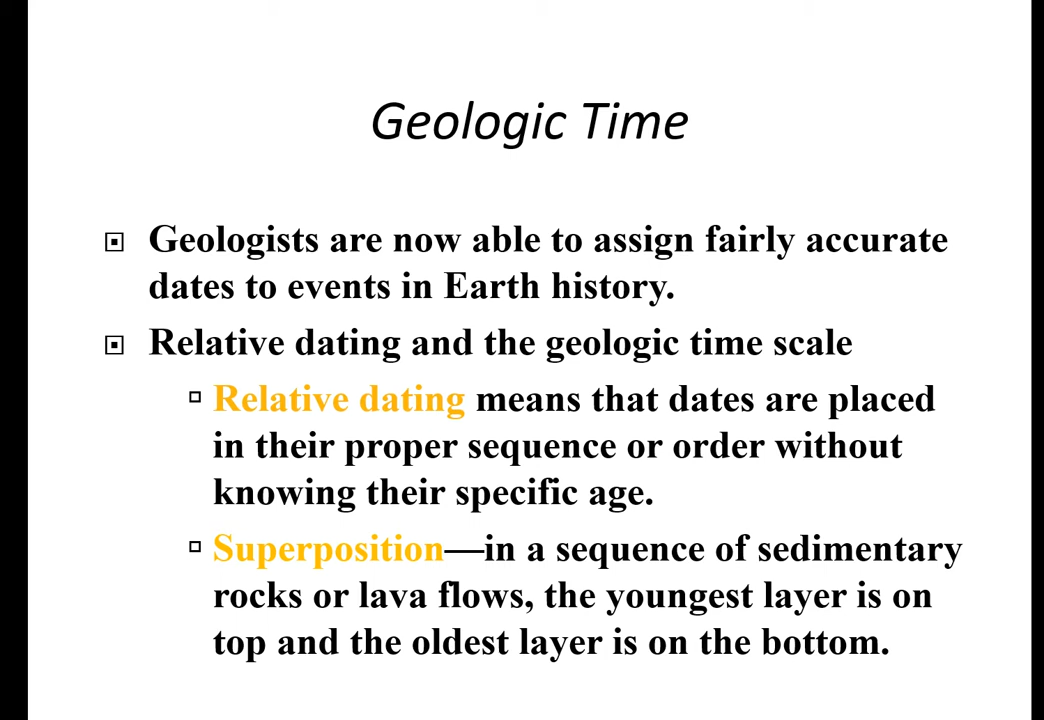 Geologic Time
Geologists are now able to assign fairly accurate
dates to events in Earth history.
Relative dating and the geologic time scale
Relative dating means that dates are placed
in their proper sequence or order without
knowing their specific age.
Superposition—in a sequence of sedimentary
rocks or lava flows, the youngest layer is on
top and the oldest layer is on the bottom.